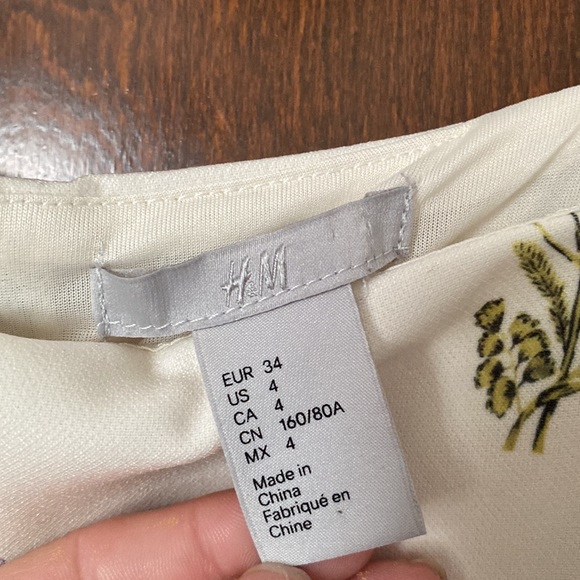 H&M
EUR 34
US 4
CA 4
CN 160/80A
MX 4
Made in
China
Fabriqué en
Chine